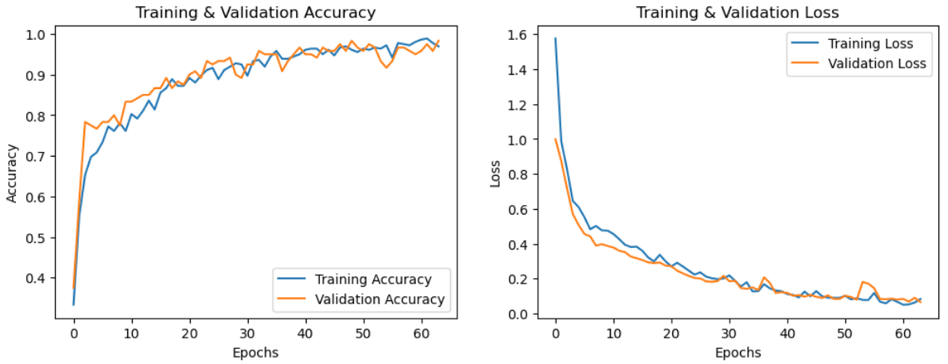 Training & Validation Accuracy
1.0
0.9
0.8
0.7
0.6
0.5
0.4
Accuracy
Training Accuracy
Validation Accuracy
0 10 20 30 40 50 60
Epochs
Training & Validation Loss
1.6
1.4
1.2
1.0
0.8
0.6
0.4
0.2
0.0
Loss
Training Loss
Validation Loss
0 10 20 30 40 50 60
Epochs